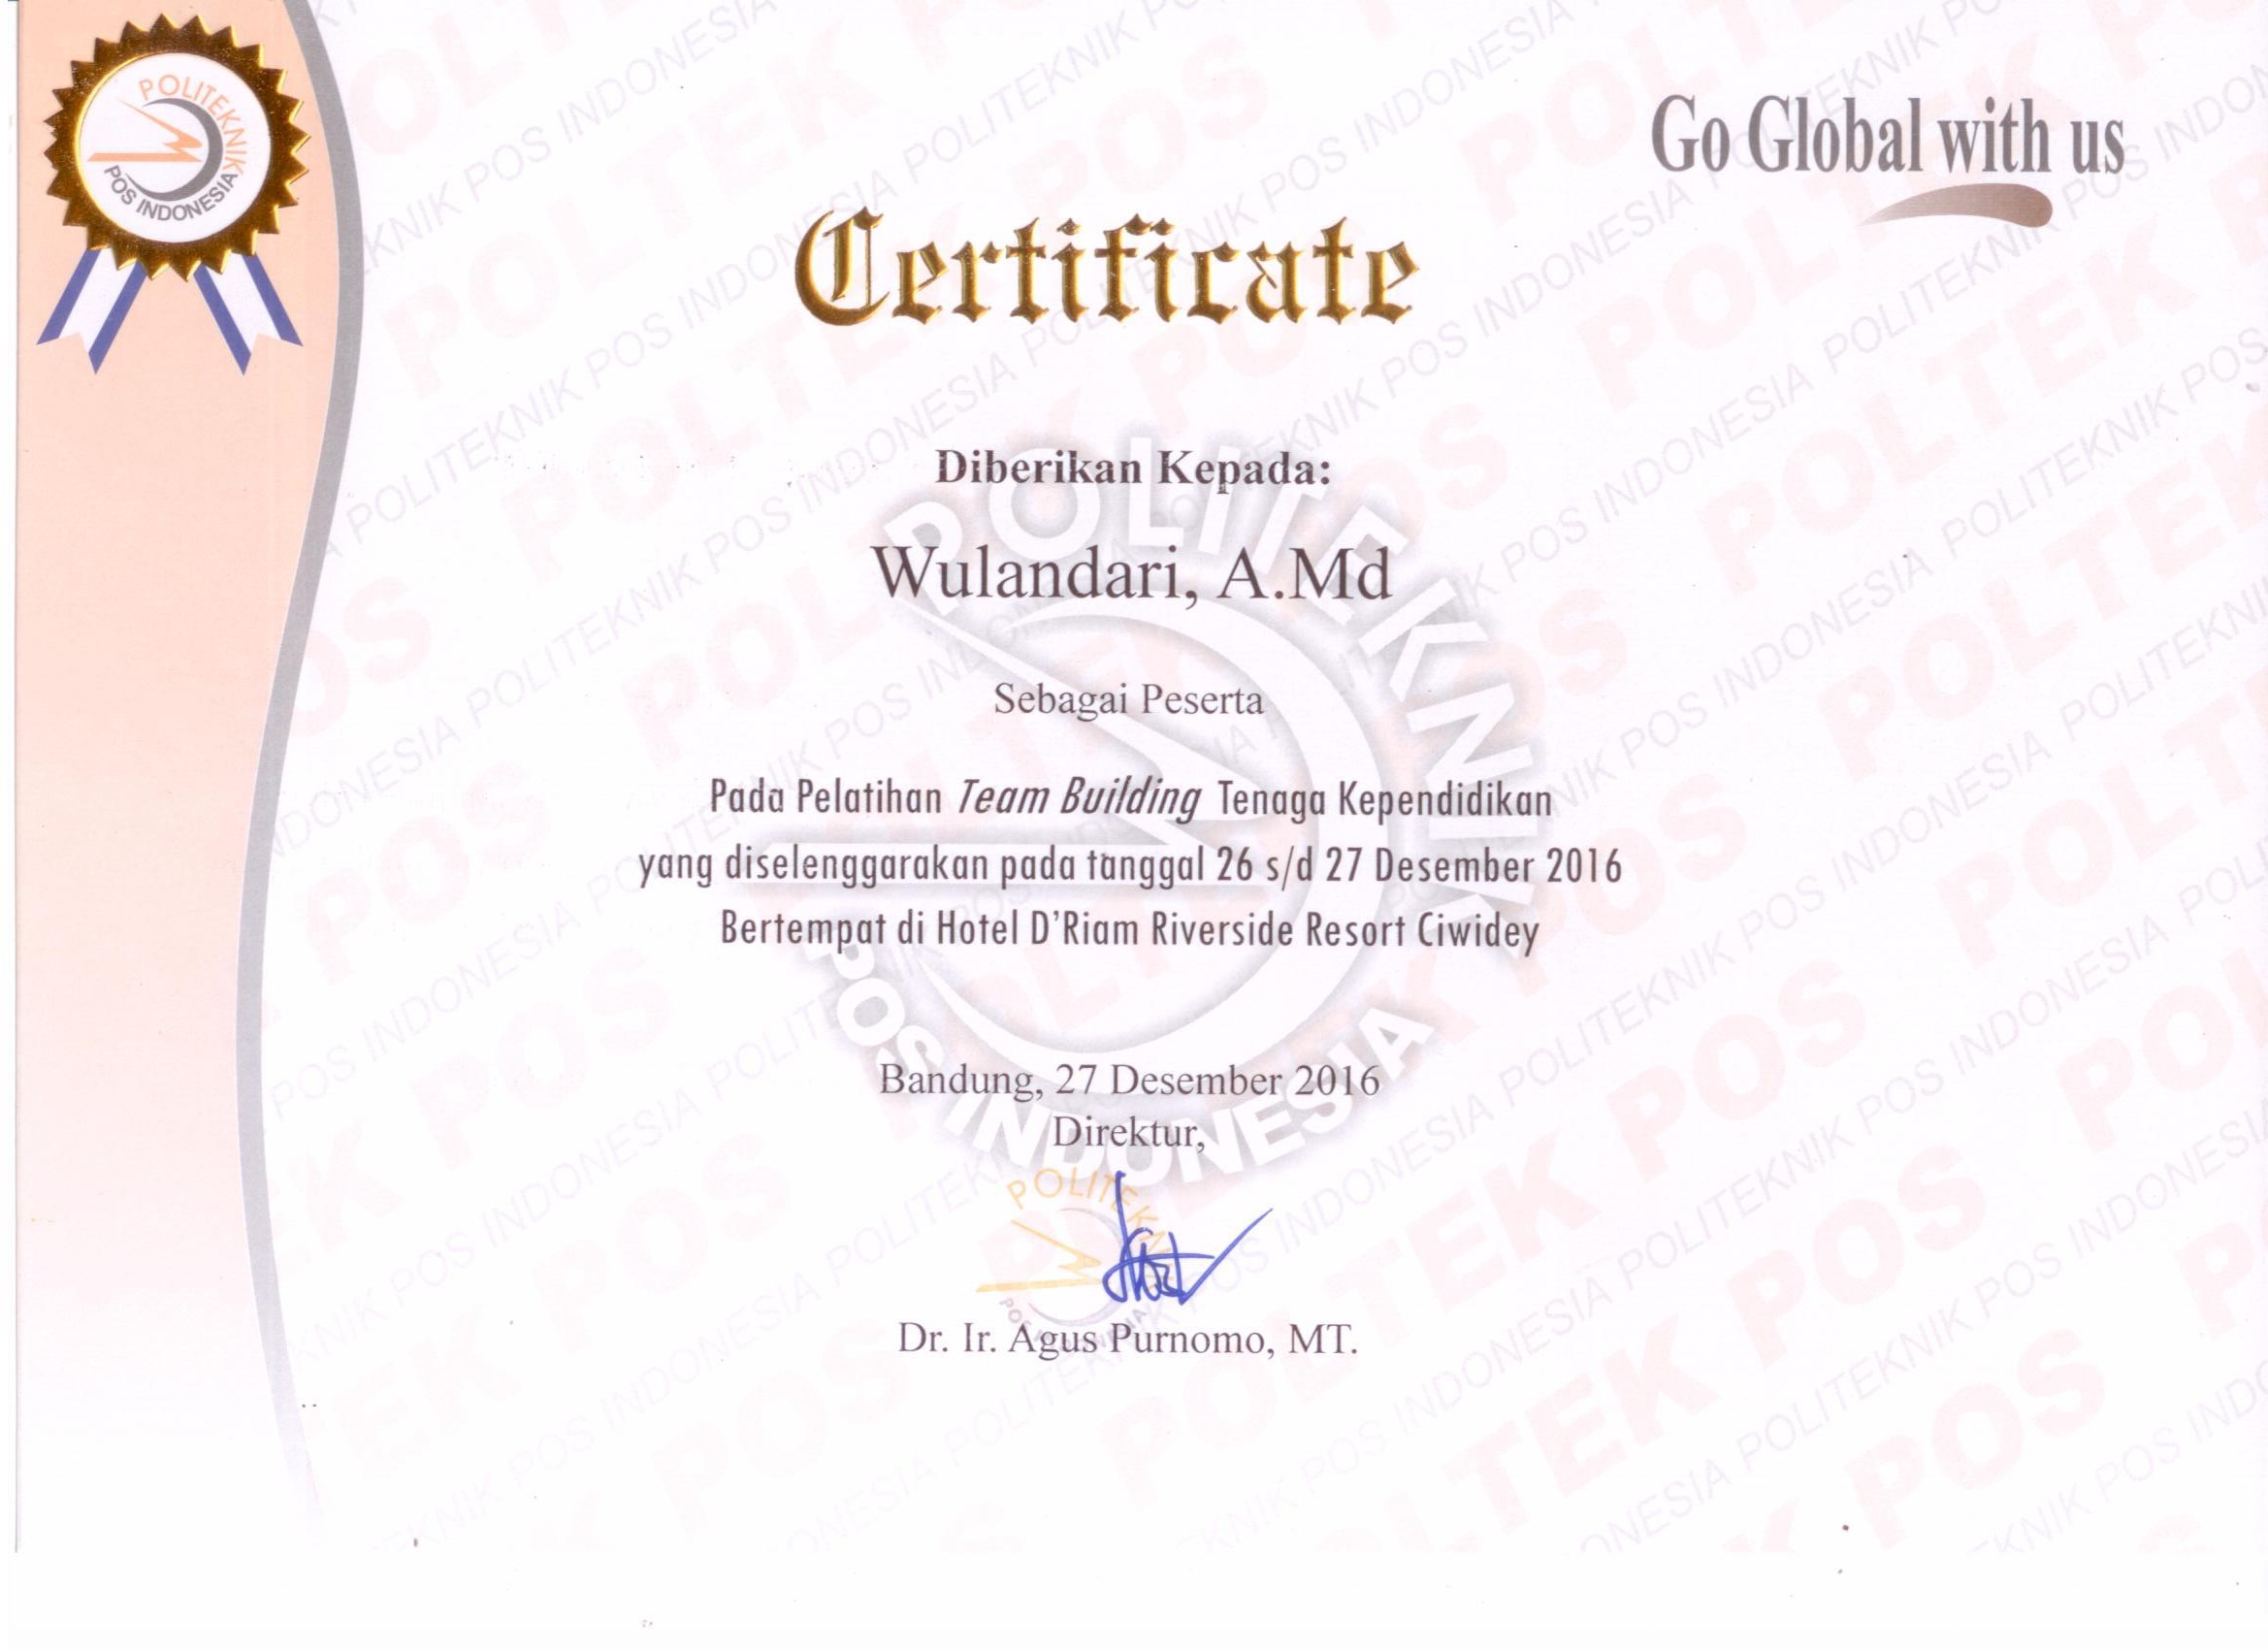 POLITEKNIK
POS INDONESIA
Go Global with us
Certificate
Diberikan Kepada:
Wulandari, A.Md
Sebagai Peserta
Pada Pelatihan Team Building Tenaga Kependidikan
yang diselenggarakan pada tanggal 26 s/d 27 Desember 2016
Bertempat di Hotel D'Riam Riverside Resort Ciwidey
Bandung, 27 Desember 2016
Direktur,
POLITEKNIK
POS INDONESIA
Dr. Ir. Agus Purnomo, MT.